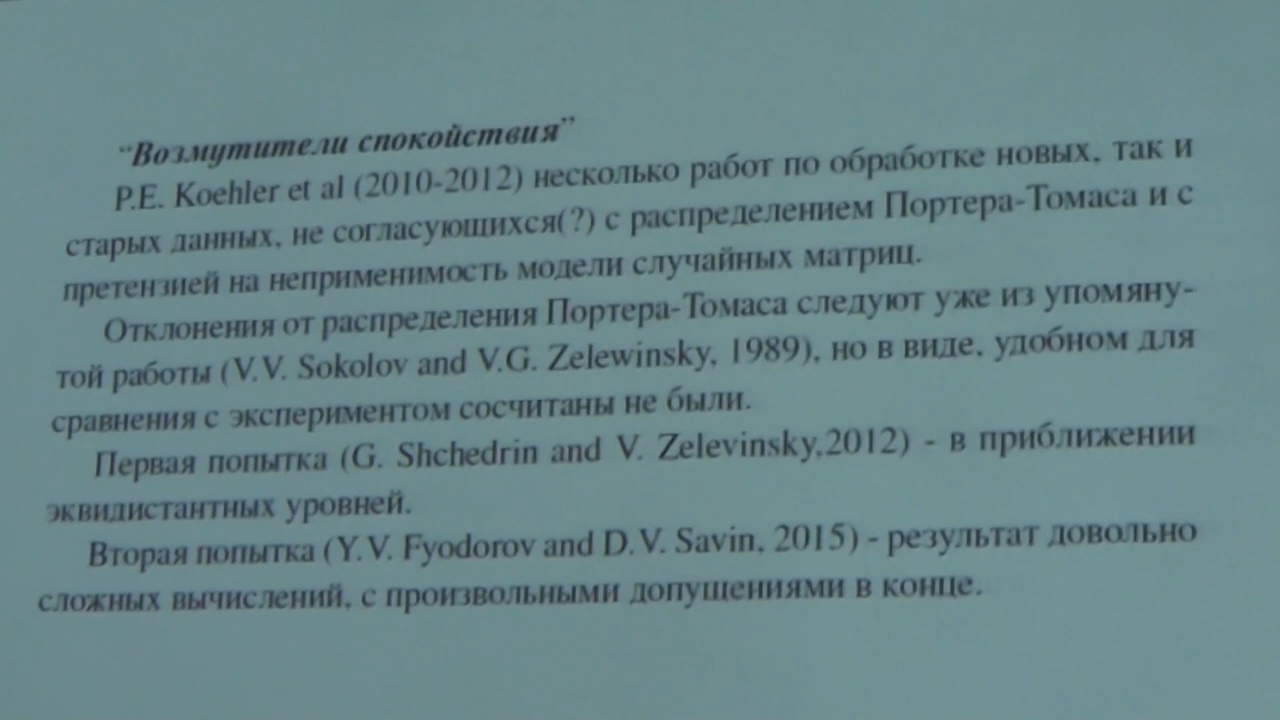 “Возмутители спокойствия”
P.E. Koehler et al (2010-2012) несколько работ по обработке новых, так и
старых данных, не согласующихся(?) с распределением Портера-Томаса и с
претензией на неприменимость модели случайных матриц.
Отклонения от распределения Портера-Томаса следуют уже из упомяну-
той работы (V.V. Sokolov and V.G. Zelewinsky, 1989), но в виде, удобном для
сравнения с экспериментом сосчитаны не были.
Первая попытка (G. Shchedrin and V. Zelevinsky,2012) - в приближении
эквидистантных уровней.
Вторая попытка (Y.V. Fyodorov and D.V. Savin, 2015) - результат довольно
сложных вычислений, с произвольными допущениями в конце.